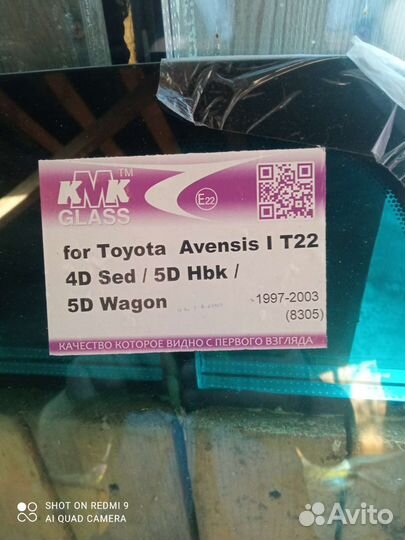 KMK TM
GLASS
E22
for Toyota Avensis I T22
4D Sed / 5D Hbk /
5D Wagon
1997-2003
(8305)
КАЧЕСТВО КОТОРОЕ ВИДНО С ПЕРВОГО ВЗГЛЯДА
SHOT ON REDMI 9
AI QUAD CAMERA
Avito